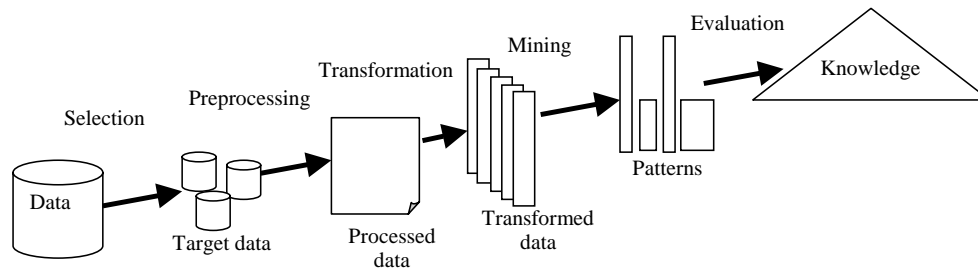 Selection
Preprocessing
Transformation
Mining
Evaluation
Data
Target data
Processed
data
Transformed
data
Patterns
Knowledge